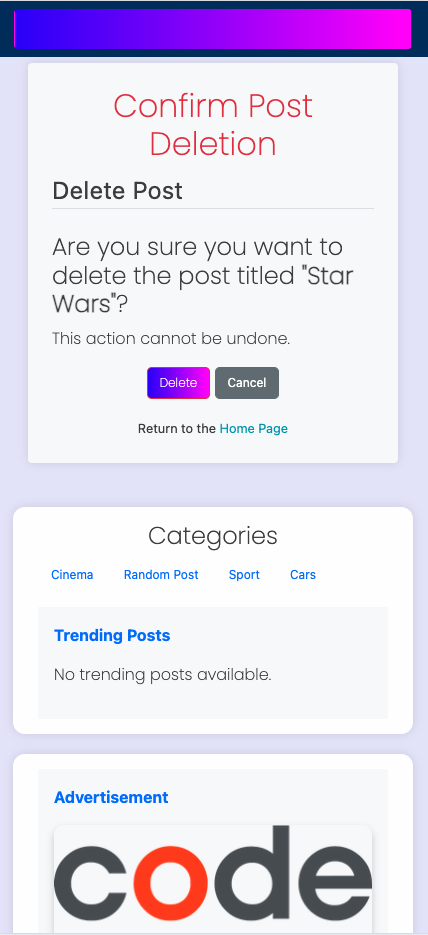 Confirm Post
Deletion
Delete Post
Are you sure you want to
delete the post titled "Star
Wars"?
This action cannot be undone.
Delete Cancel
Return to the Home Page
Categories
Cinema Random Post Sport Cars
Trending Posts
No trending posts available.
Advertisement
code